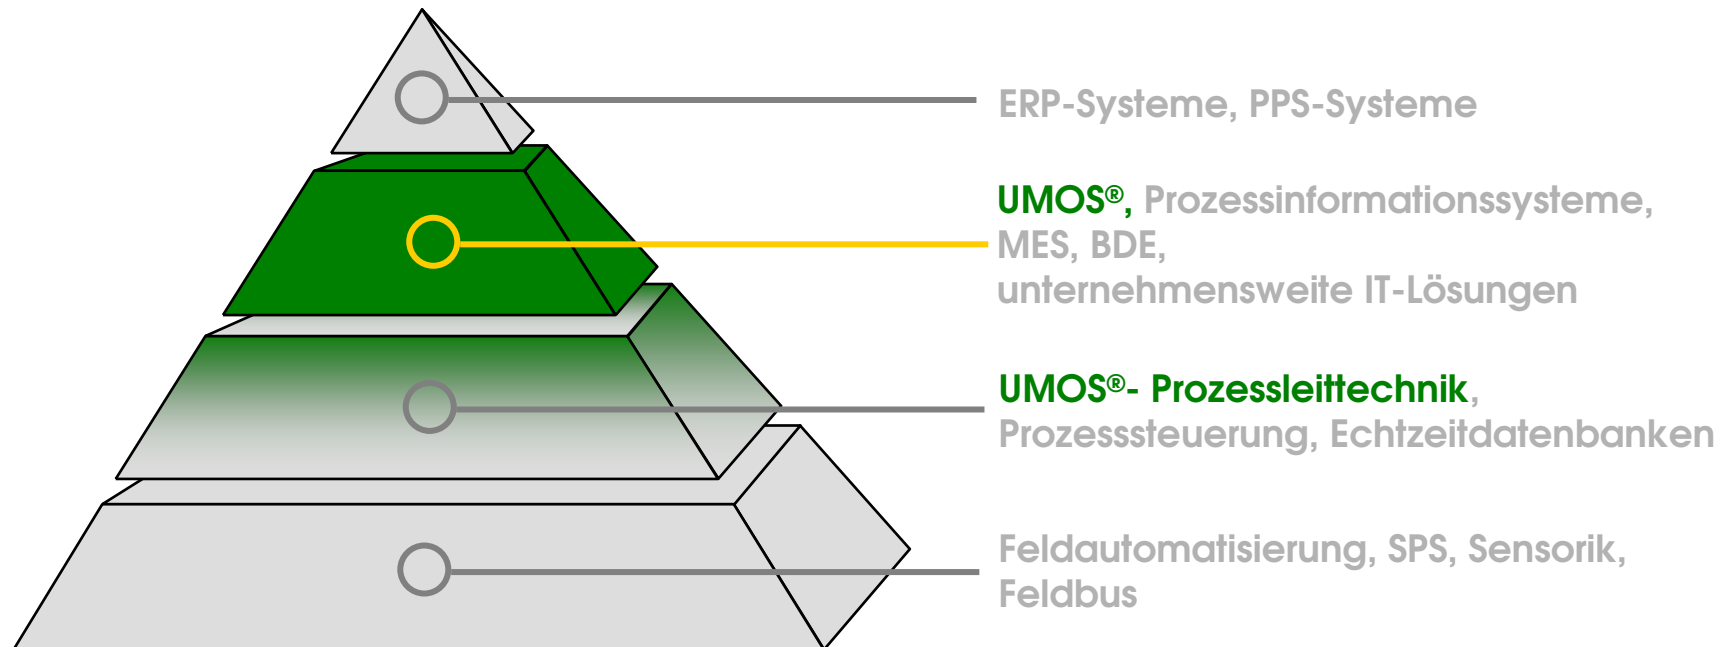 ERP-Systeme, PPS-Systeme
UMOS®, Prozessinformationssysteme,
MES, BDE,
unternehmensweite IT-Lösungen
UMOS®- Prozessleittechnik,
Prozesssteuerung, Echtzeitdatenbanken
Feldautomatisierung, SPS, Sensorik,
Feldbus